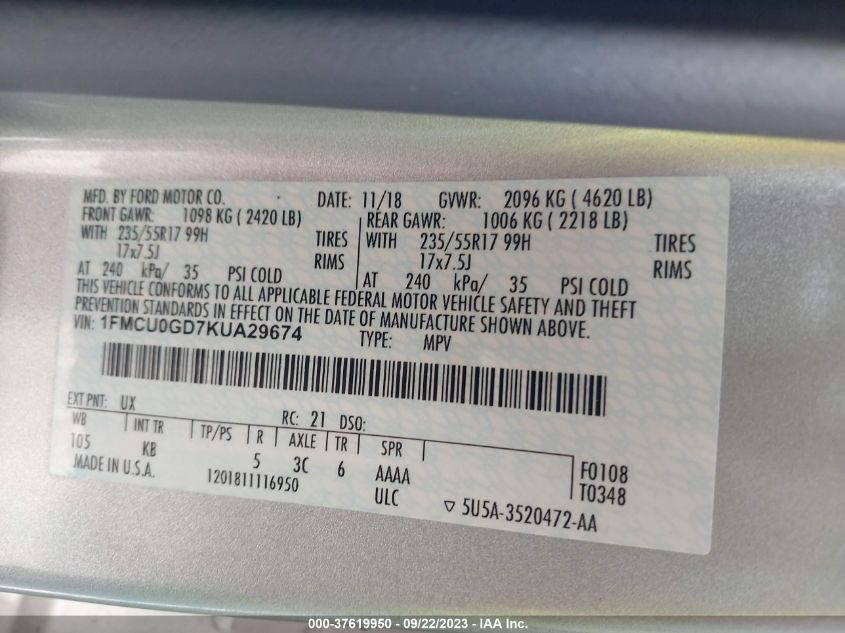 MFD. BY FORD MOTOR CO. DATE: 11/18 GVWR: 2096 KG ( 4620 LB)
FRONT GAWR: 1098 KG ( 2420 LB) REAR GAWR: 1006 KG ( 2218 LB)
WITH 235/55R17 99H TIRES WITH 235/55R17 99H TIRES
17x7.5J RIMS 17x7.5J RIMS
AT 240 kPa/ 35 PSI COLD AT 240 kPa/ 35 PSI COLD
THIS VEHICLE CONFORMS TO ALL APPLICABLE FEDERAL MOTOR VEHICLE SAFETY AND THEFT
PREVENTION STANDARDS IN EFFECT ON THE DATE OF MANUFACTURE SHOWN ABOVE.
VIN: 1FMCU0GD7KUA29674 TYPE: MPV
EXT PNT: UX RC: 21 DSO:
WB INT TR TP/PS R AXLE TR SPR
105 KB 5 3C 6 AAAA F0108
MADE IN U.S.A. 1201811116950 ULC T0348
▽ 5U5A-3520472-AA
000-37619950 - 09/22/2023 - IAA Inc.